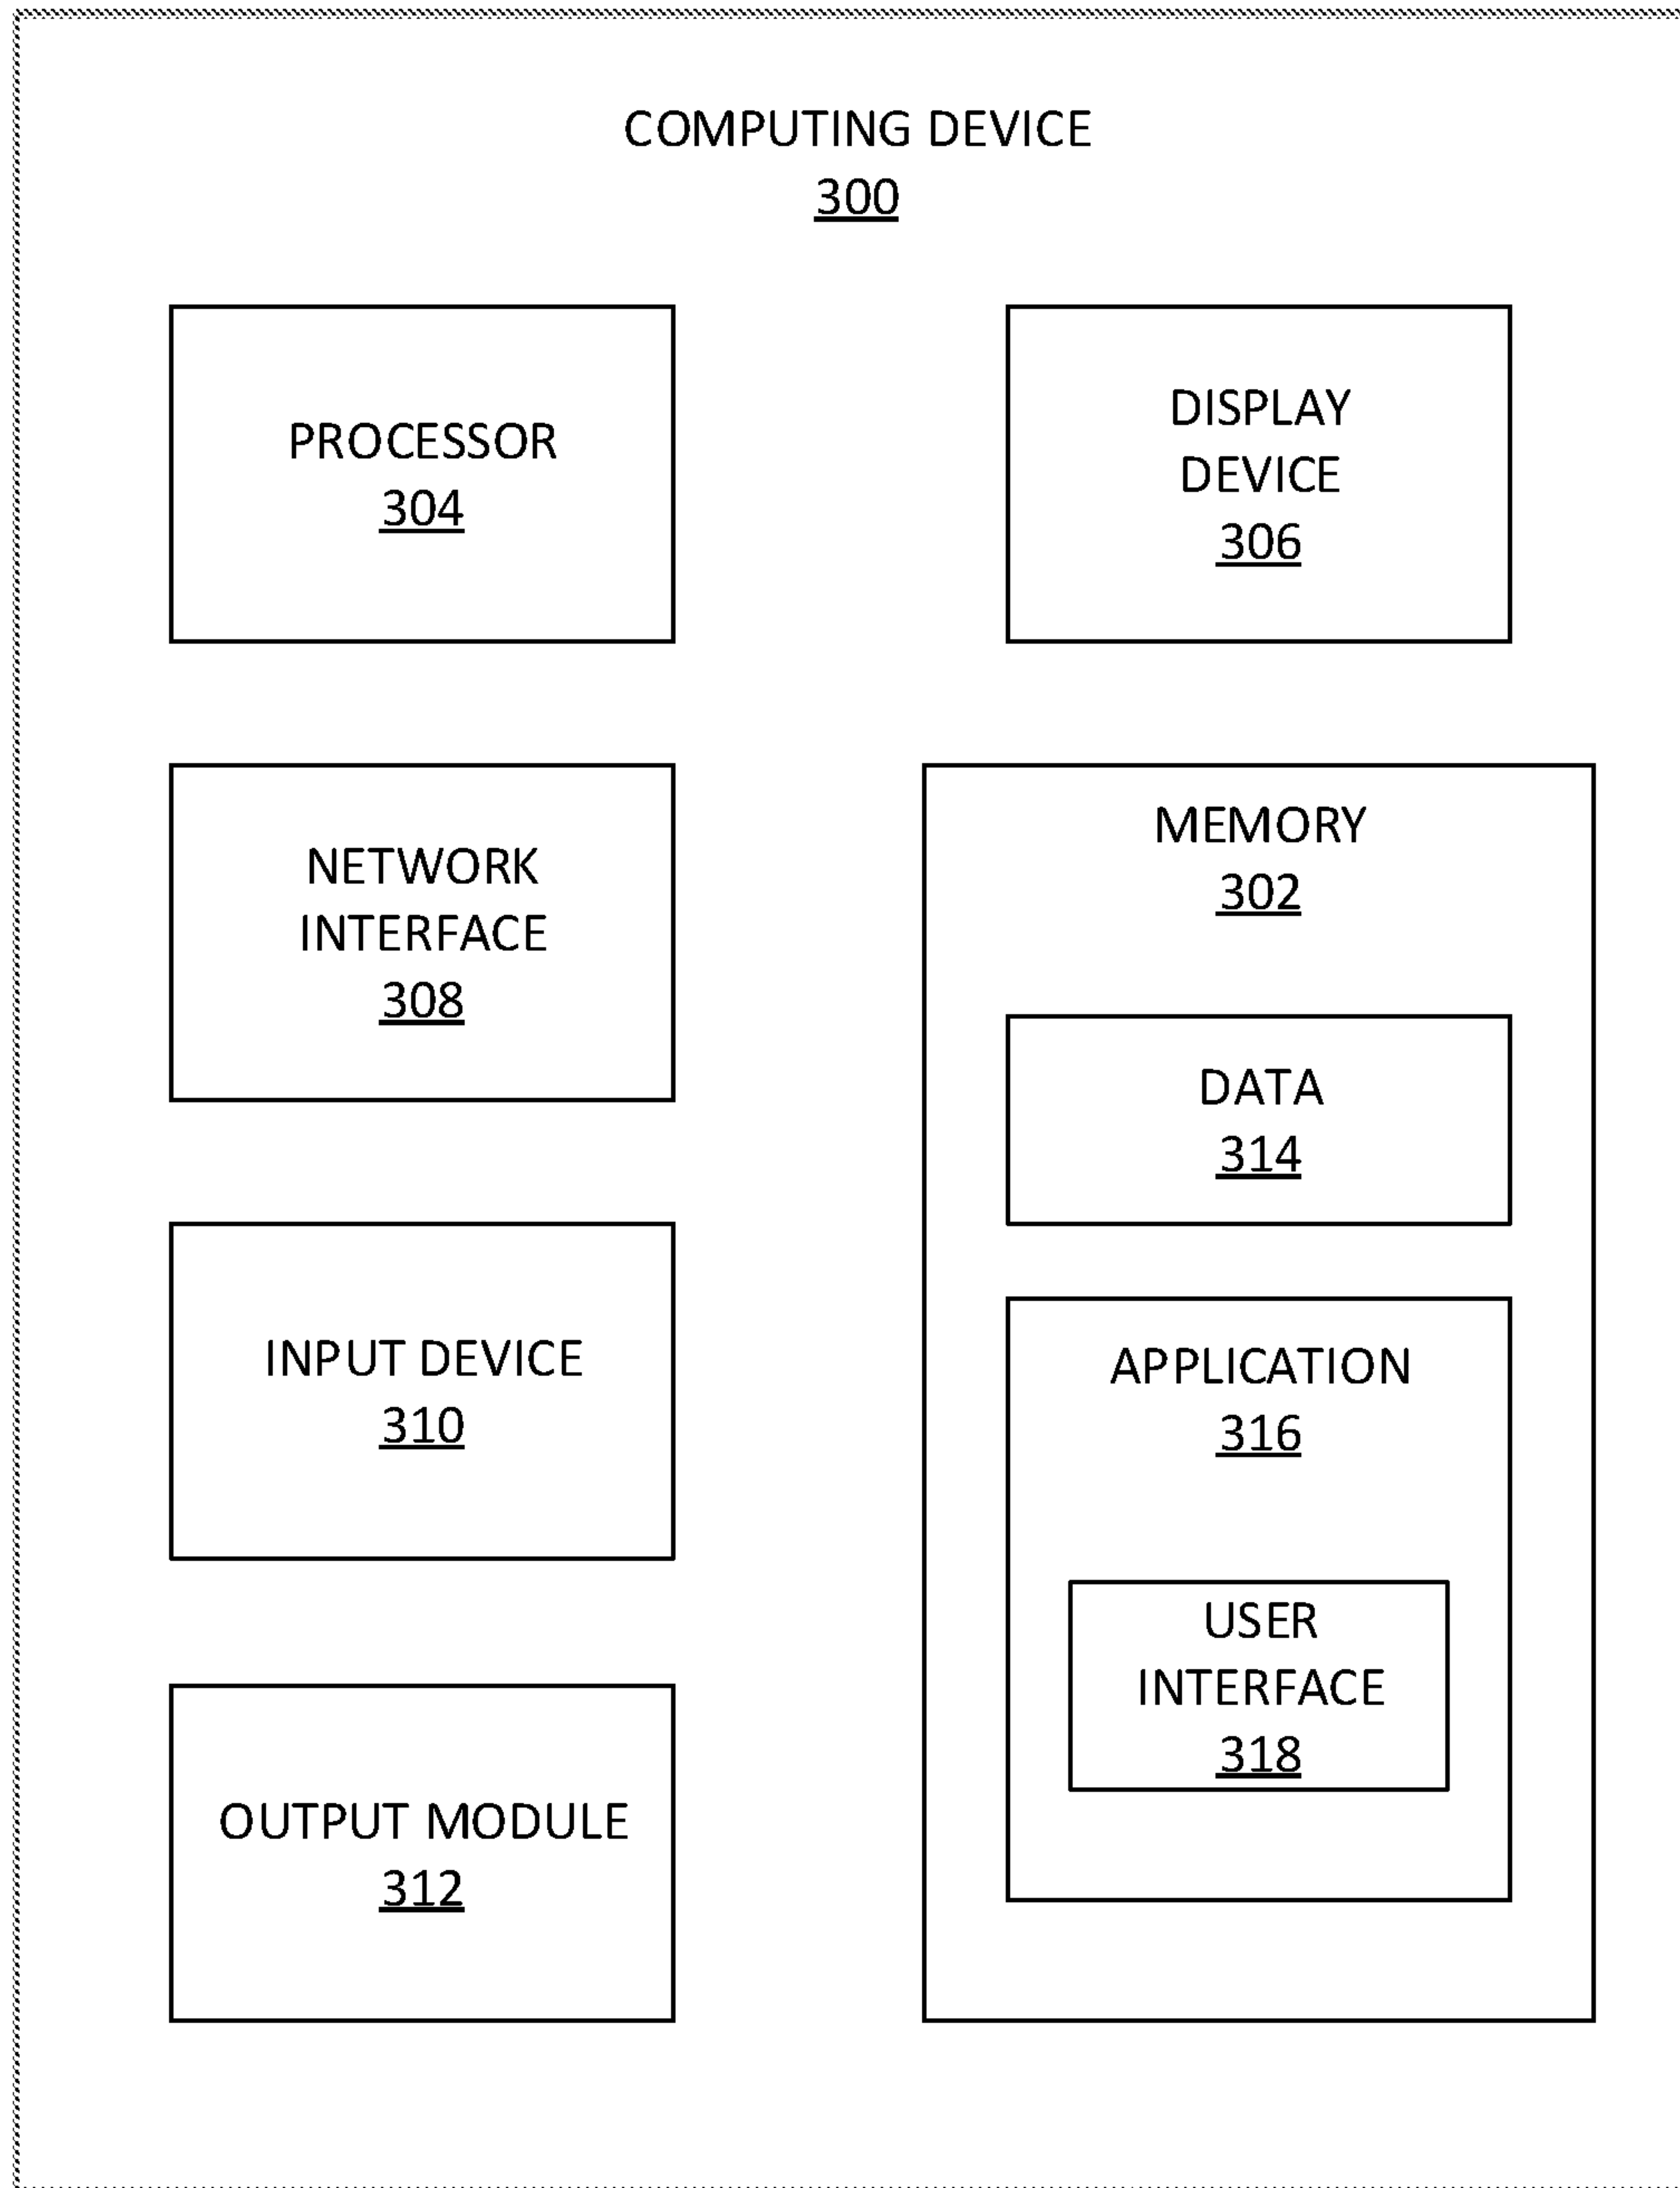 COMPUTING DEVICE
300
PROCESSOR
304
DISPLAY
DEVICE
306
NETWORK
INTERFACE
308
MEMORY
302
DATA
314
INPUT DEVICE
310
APPLICATION
316
USER
INTERFACE
318
OUTPUT MODULE
312